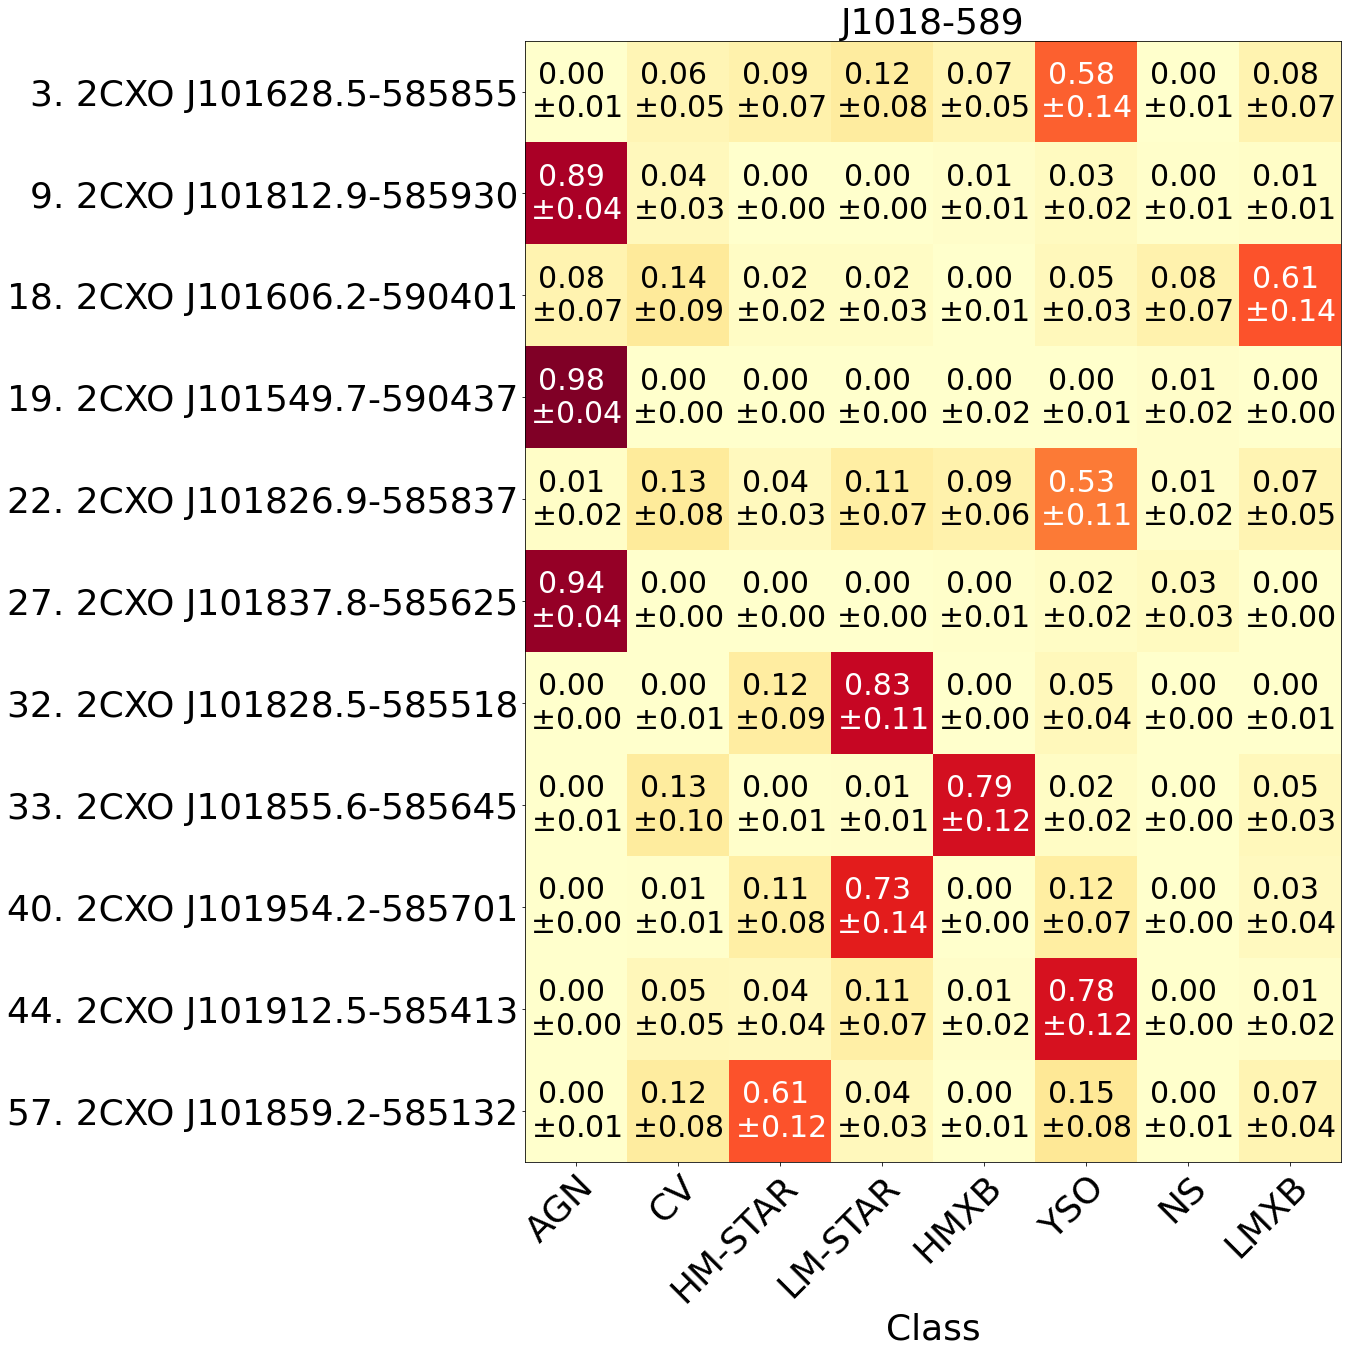 J1018-589
3. 2CXO J101628.5-585855
0.00 0.06 0.09 0.12 0.07 0.58 0.00 0.08
±0.01 ±0.05 ±0.07 ±0.08 ±0.05 ±0.14 ±0.01 ±0.07
9. 2CXO J101812.9-585930
0.89 0.04 0.00 0.00 0.01 0.03 0.00 0.01
±0.04 ±0.03 ±0.00 ±0.00 ±0.01 ±0.02 ±0.01 ±0.01
18. 2CXO J101606.2-590401
0.08 0.14 0.02 0.02 0.00 0.05 0.08 0.61
±0.07 ±0.09 ±0.02 ±0.03 ±0.01 ±0.03 ±0.07 ±0.14
19. 2CXO J101549.7-590437
0.98 0.00 0.00 0.00 0.00 0.00 0.01 0.00
±0.04 ±0.00 ±0.00 ±0.00 ±0.02 ±0.01 ±0.02 ±0.00
22. 2CXO J101826.9-585837
0.01 0.13 0.04 0.11 0.09 0.53 0.01 0.07
±0.02 ±0.08 ±0.03 ±0.07 ±0.06 ±0.11 ±0.02 ±0.05
27. 2CXO J101837.8-585625
0.94 0.00 0.00 0.00 0.00 0.02 0.03 0.00
±0.04 ±0.00 ±0.00 ±0.00 ±0.01 ±0.02 ±0.03 ±0.00
32. 2CXO J101828.5-585518
0.00 0.00 0.12 0.83 0.00 0.05 0.00 0.00
±0.00 ±0.01 ±0.09 ±0.11 ±0.00 ±0.04 ±0.00 ±0.01
33. 2CXO J101855.6-585645
0.00 0.13 0.00 0.01 0.79 0.02 0.00 0.05
±0.01 ±0.10 ±0.01 ±0.01 ±0.12 ±0.02 ±0.00 ±0.03
40. 2CXO J101954.2-585701
0.00 0.01 0.11 0.73 0.00 0.12 0.00 0.03
±0.00 ±0.01 ±0.08 ±0.14 ±0.00 ±0.07 ±0.00 ±0.04
44. 2CXO J101912.5-585413
0.00 0.05 0.04 0.11 0.01 0.78 0.00 0.01
±0.00 ±0.05 ±0.04 ±0.07 ±0.02 ±0.12 ±0.00 ±0.02
57. 2CXO J101859.2-585132
0.00 0.12 0.61 0.04 0.00 0.15 0.00 0.07
±0.01 ±0.08 ±0.12 ±0.03 ±0.01 ±0.08 ±0.01 ±0.04
AGN CV HM-STAR LM-STAR HMXB YSO NS LMXB
Class